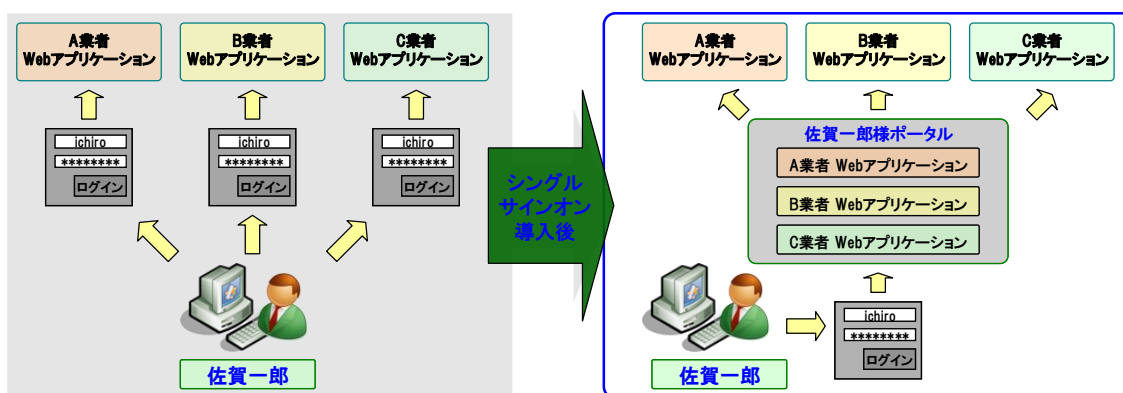 A業者
Webアプリケーション
B業者
Webアプリケーション
C業者
Webアプリケーション
ichiro
********
ログイン
ichiro
********
ログイン
ichiro
********
ログイン
佐賀一郎
シングル
サインオン
導入後
A業者
Webアプリケーション
B業者
Webアプリケーション
C業者
Webアプリケーション
佐賀一郎様ポータル
A業者 Webアプリケーション
B業者 Webアプリケーション
C業者 Webアプリケーション
ichiro
********
ログイン
佐賀一郎